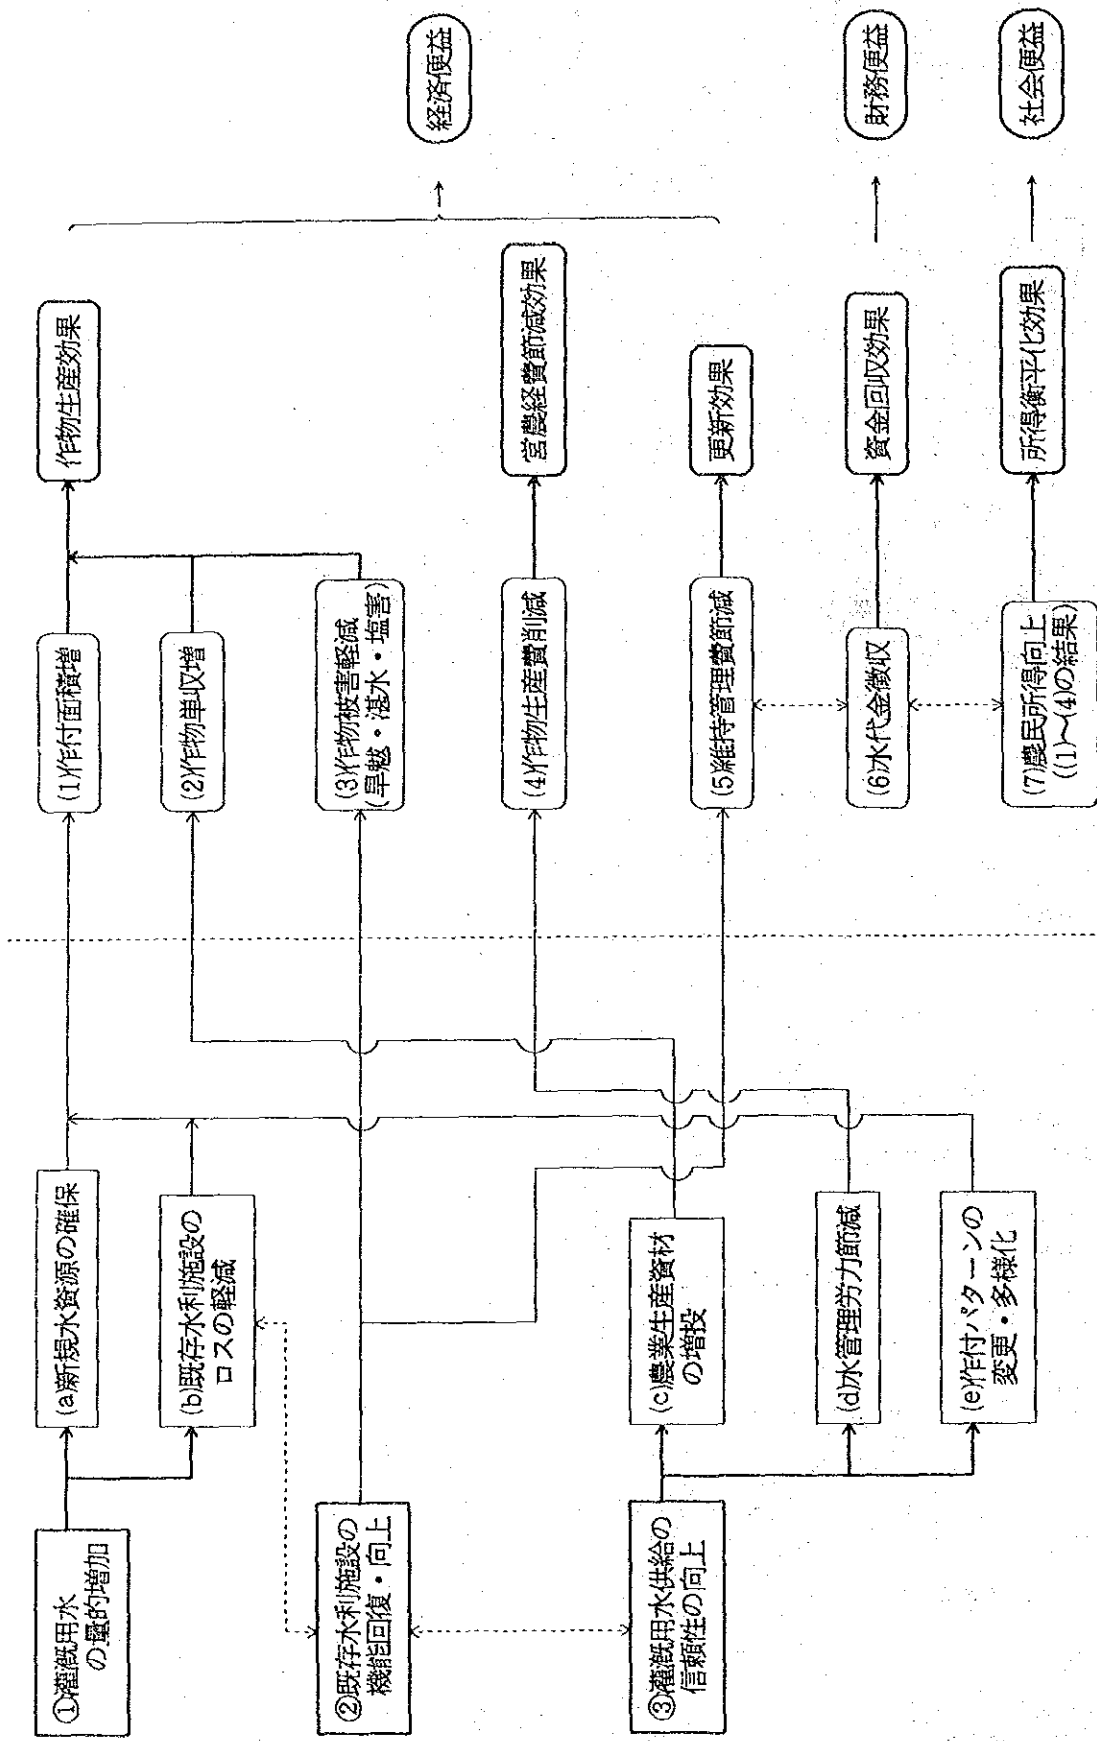 ①灌漑用水
の量的増加
②既存水利施設の
機能回復・向上
③灌漑用水供給の
信頼性の向上
(a)新規水資源の確保
(b)既存水利施設の
ロスの軽減
(c)農業生産資材
の増投
(d)水管理労力節減
(e)作付パターンの
変更・多様化
(1)作付面積増
(2)作物単収増
(3)作物被害軽減
(旱魃・湛水・塩害)
(4)作物生産費削減
(5)維持管理費節減
(6)水代金徴収
(7)農民所得向上
((1)〜(4)の結果)
作物生産効果
営農経費節減効果
更新効果
資金回収効果
所得衡平化効果
経済便益
財務便益
社会便益